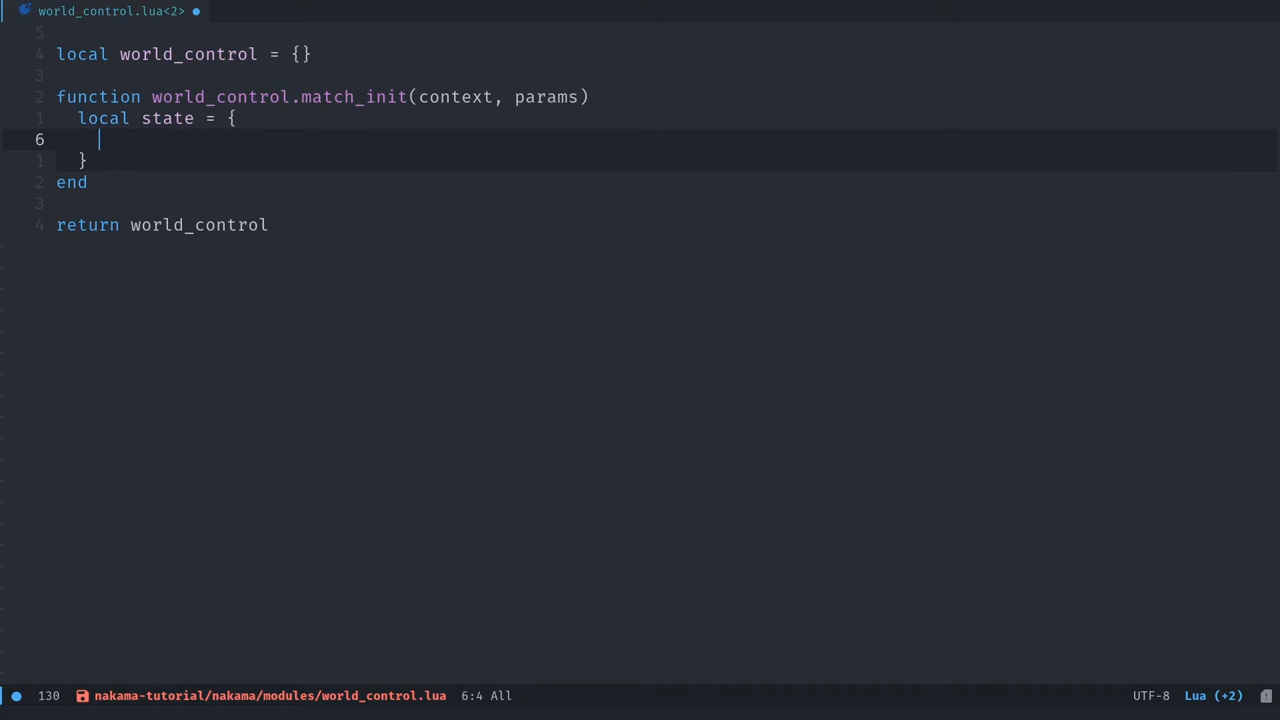 world_control.lua<2>
5
4 local world_control = {}
3
2 function world_control.match_init(context, params)
1 local state = {
6
1 }
2 end
3
4 return world_control
130 nakama-tutorial/nakama/modules/world_control.lua 6:4 All UTF-8 Lua (+2)